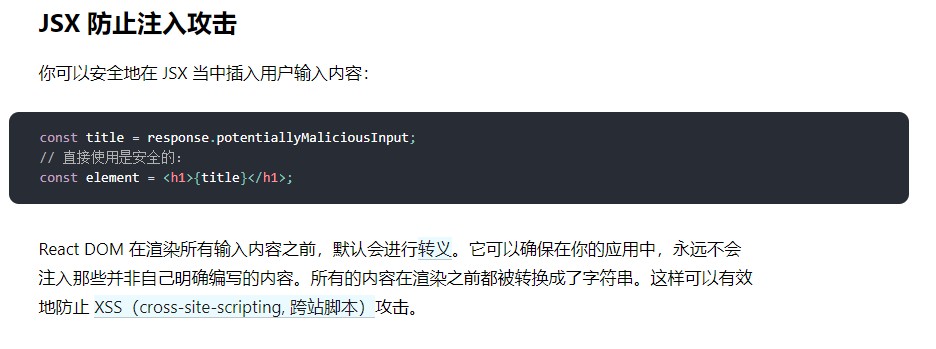 JSX 防止注入攻击
你可以安全地在 JSX 当中插入用户输入内容：
const title = response.potentiallyMaliciousInput;
// 直接使用是安全的：
const element = <h1>{title}</h1>;
React DOM 在渲染所有输入内容之前，默认会进行转义。它可以确保在你的应用中，永远不会
注入那些并非自己明确编写的内容。所有的内容在渲染之前都被转换成了字符串。这样可以有效
地防止 XSS（cross-site-scripting, 跨站脚本）攻击。